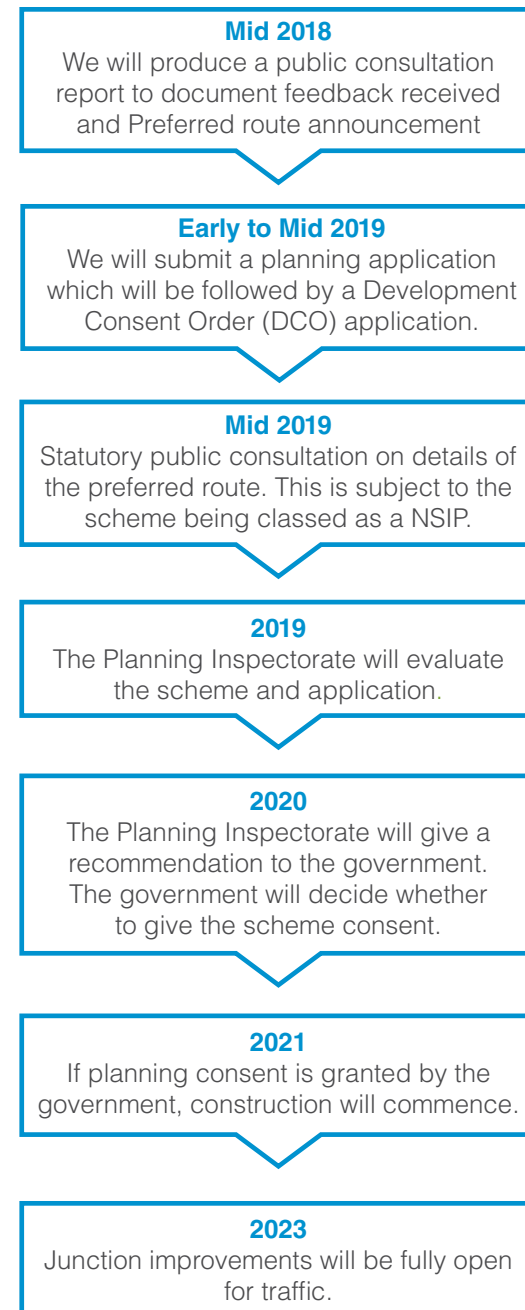 Mid 2018
We will produce a public consultation
report to document feedback received
and Preferred route announcement
Early to Mid 2019
We will submit a planning application
which will be followed by a Development
Consent Order (DCO) application.
Mid 2019
Statutory public consultation on details of
the preferred route. This is subject to the
scheme being classed as a NSIP.
2019
The Planning Inspectorate will evaluate
the scheme and application.
2020
The Planning Inspectorate will give a
recommendation to the government.
The government will decide whether
to give the scheme consent.
2021
If planning consent is granted by the
government, construction will commence.
2023
Junction improvements will be fully open
for traffic.